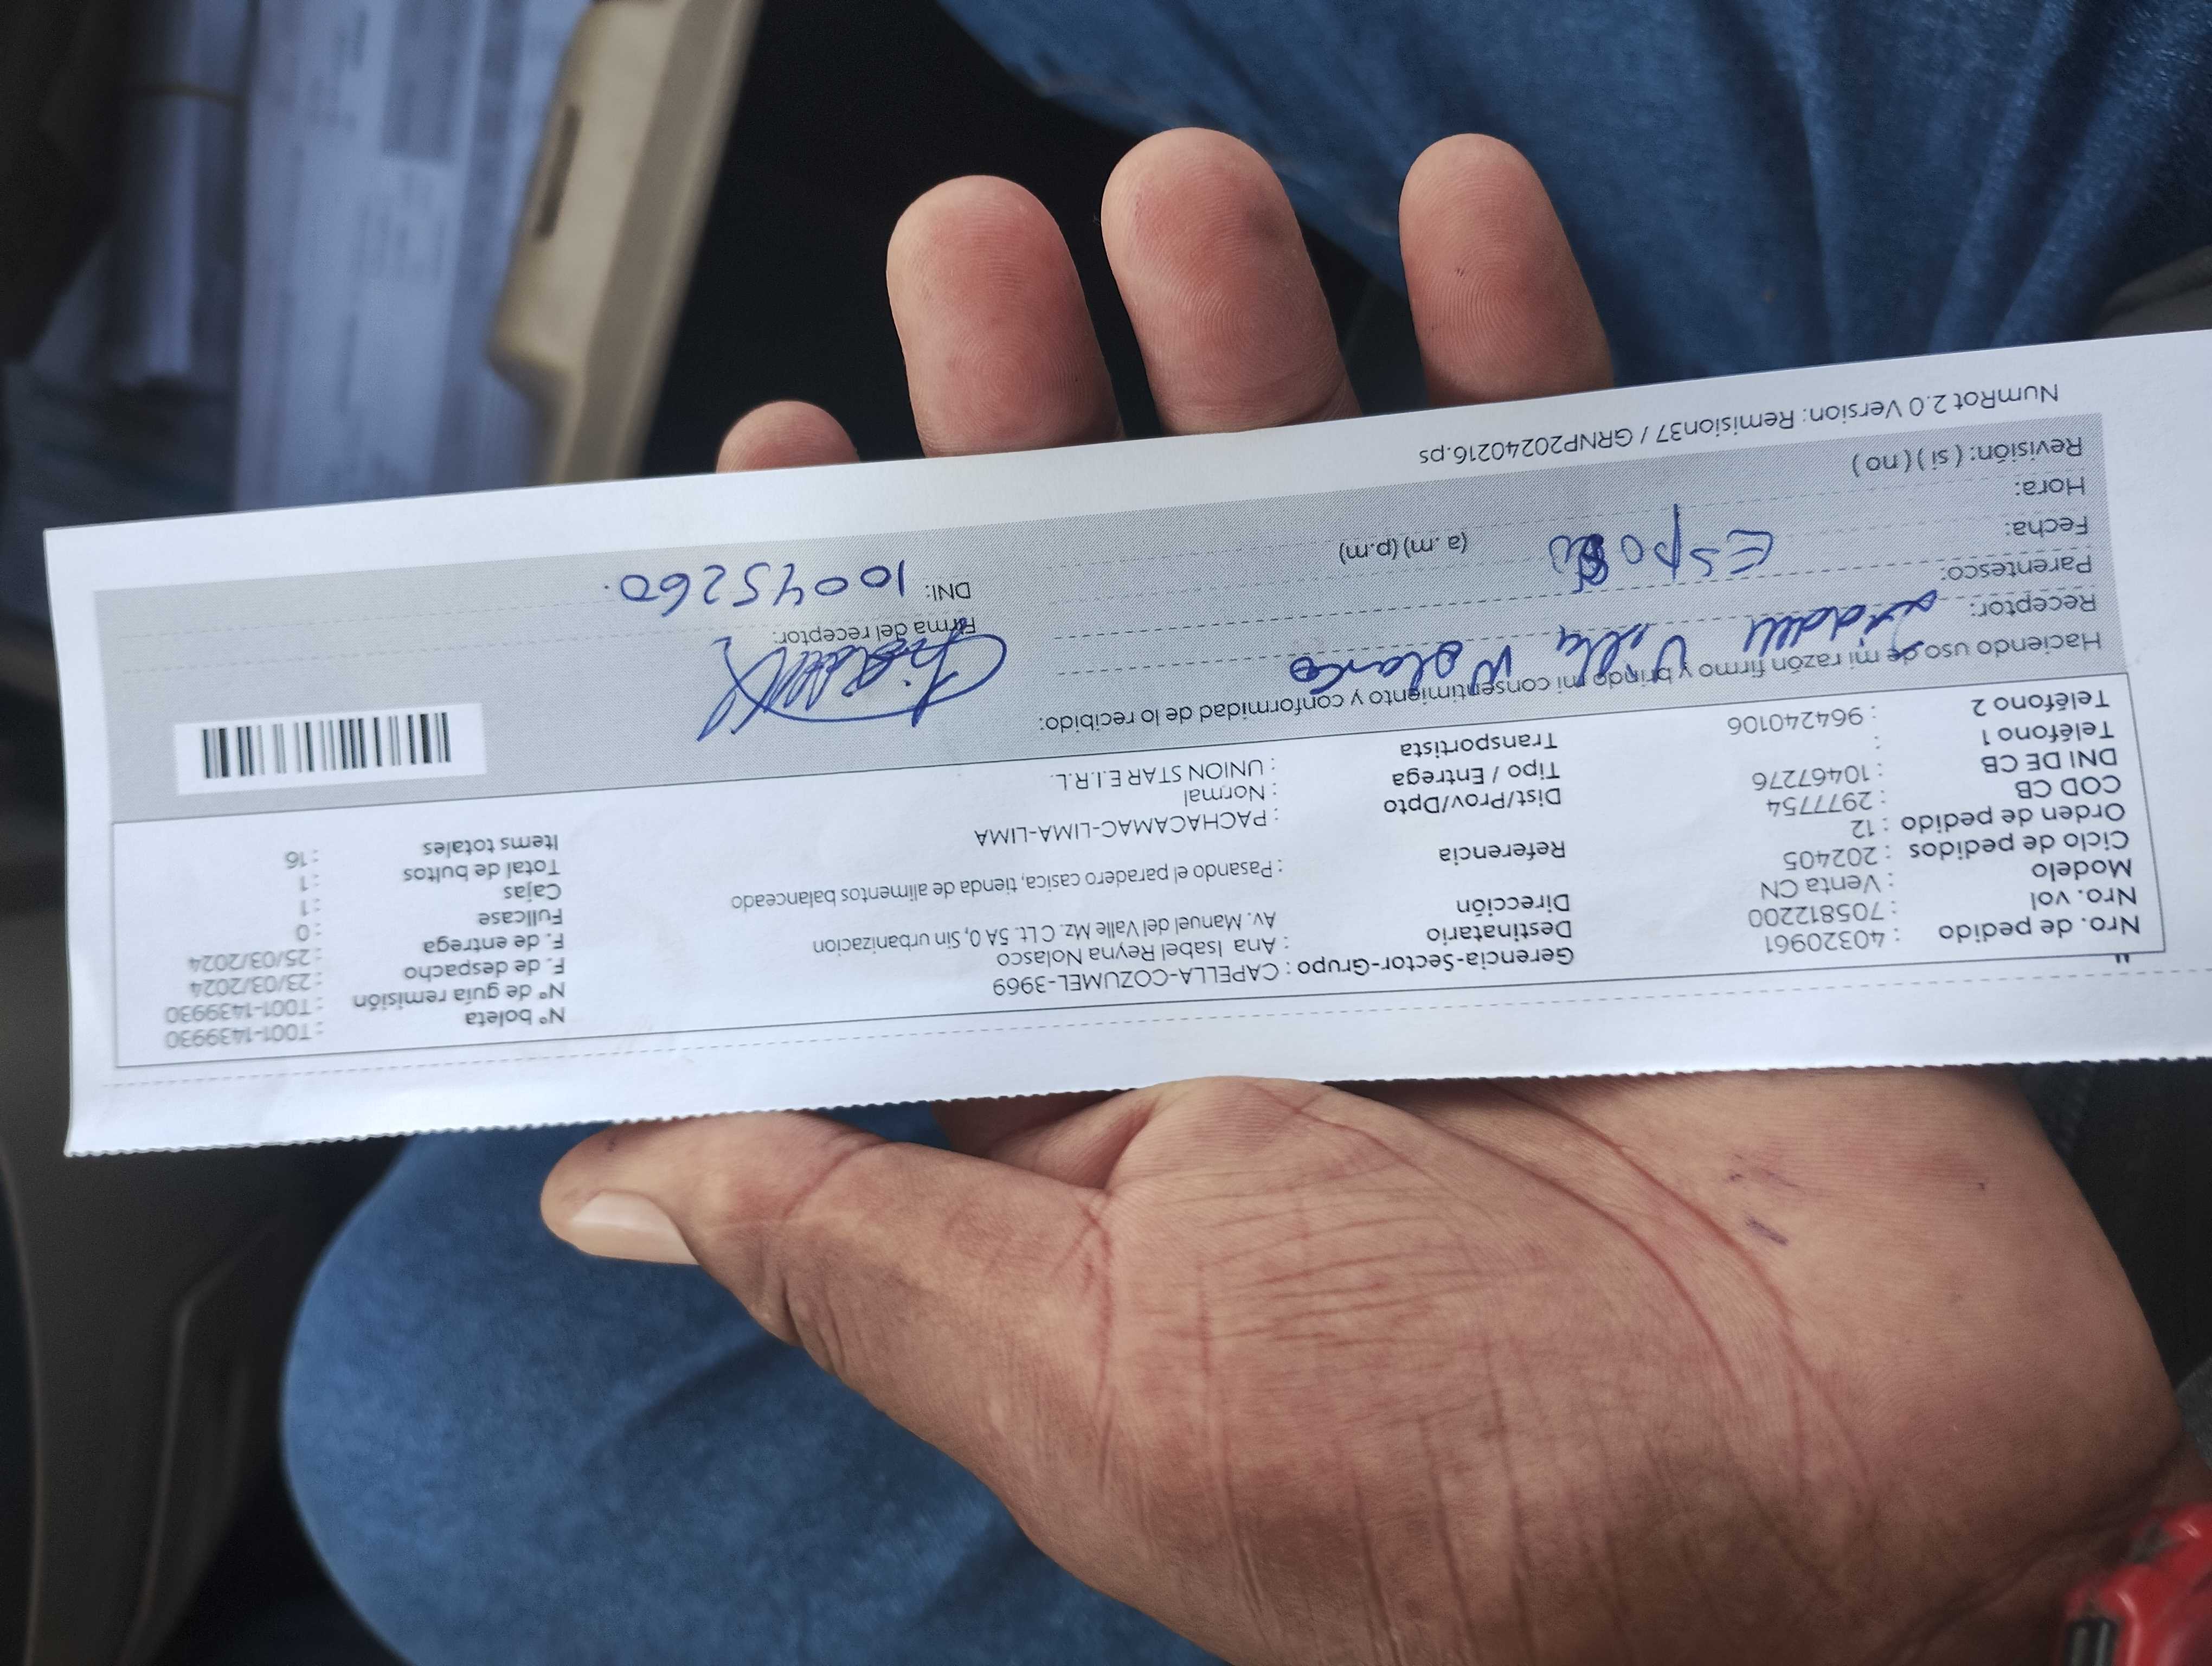 Nro. de pedido : 40320961
Nro. vol : 705812200
Modelo : Venta CN
Ciclo de pedidos : 202405
Orden de pedido : 12
COD CB : 2977754
DNI DE CB : 10467276
Teléfono 1 :
Teléfono 2 : 964240106
Gerencia-Sector-Grupo : CAPELLA-COZUMEL-3969
Destinatario : Ana Isabel Reyna Nolasco
Dirección Av. Manuel del Valle Mz. C Lt. 5A 0, Sin urbanizacion
Referencia : Pasando el paradero casica, tienda de alimentos balanceado
Dist/Prov/Dpto : PACHACAMAC-LIMA-LIMA
Tipo / Entrega : Normal
Transportista : UNION STAR E.I.R.L.
N° boleta : T001-1439930
N° de guía remisión : T001-1439930
F. de despacho : 23/03/2024
F. de entrega : 25/03/2024
Fullcase : 0
Cajas : 1
Total de bultos : 1
Items totales : 16
Haciendo uso de mi razón firmo y brindo mi consentimiento y conformidad de lo recibido:
Receptor:
Parentesco: Esposo
Fecha:
Hora: (a. m) (p.m)
Revisión: ( si ) ( no )
Firma del receptor:
DNI: 10045260.
NumRot 2.0 Version: Remision37 / GRNP20240216.ps